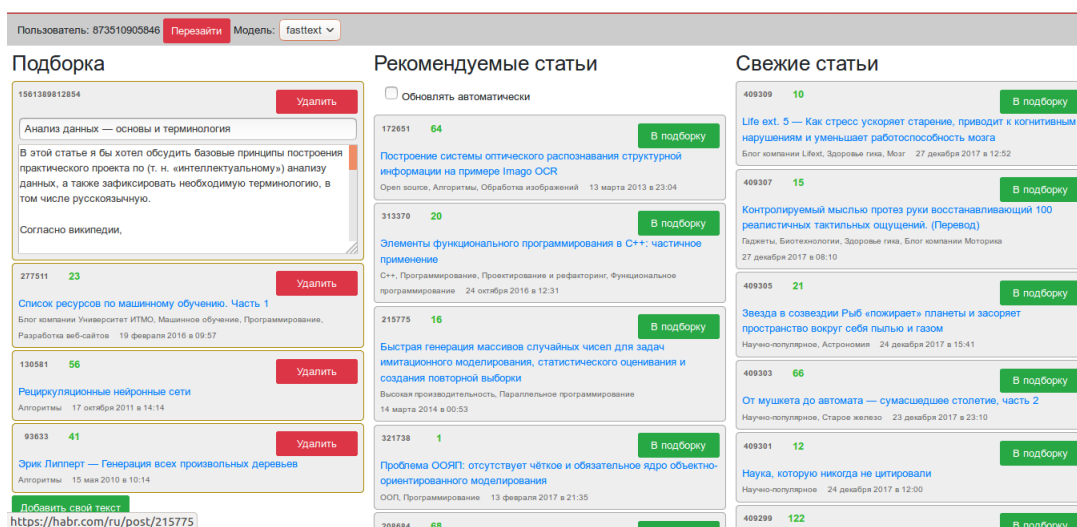 Пользователь: 873510905846 Перезайти Модель: fasttext
Подборка
1561389812854
Удалить
Анализ данных — основы и терминология
В этой статье я бы хотел обсудить базовые принципы построения
практического проекта по (т. н. «интеллектуальному») анализу
данных, а также зафиксировать необходимую терминологию, в
том числе русскоязычную.
Согласно википедии,
277511 23
Удалить
Список ресурсов по машинному обучению. Часть 1
Блог компании Университет ИТМО, Машинное обучение, Программирование,
Разработка веб-сайтов 19 февраля 2016 в 09:57
130581 56
Удалить
Рециркуляционные нейронные сети
Алгоритмы 17 октября 2011 в 14:14
93633 41
Удалить
Эрик Липперт — Генерация всех произвольных деревьев
Алгоритмы 15 мая 2010 в 10:14
Добавить свой текст
https://habr.com/ru/post/215775
Рекомендуемые статьи
Обновлять автоматически
172651 64
В подборку
Построение системы оптического распознавания структурной
информации на примере Imago OCR
Open source, Алгоритмы, Обработка изображений 13 марта 2013 в 23:04
313370 20
В подборку
Элементы функционального программирования в C++: частичное
применение
C++, Программирование, Проектирование и рефакторинг, Функциональное
программирование 24 октября 2016 в 12:31
215775 16
В подборку
Быстрая генерация массивов случайных чисел для задач
имитационного моделирования, статистического оценивания и
создания повторной выборки
Высокая производительность, Параллельное программирование
14 марта 2014 в 00:53
321738 1
В подборку
Проблема ООЯП: отсутствует чёткое и обязательное ядро объектно-
ориентированного моделирования
ООП, Программирование 13 февраля 2017 в 21:35
208684 68
Свежие статьи
409309 10
В подборку
Life ext. 5 — Как стресс ускоряет старение, приводит к когнитивным
нарушениям и уменьшает работоспособность мозга
Блог компании Lifext, Здоровье гика, Мозг 27 декабря 2017 в 12:52
409307 15
В подборку
Контролируемый мыслью протез руки восстанавливающий 100
реалистичных тактильных ощущений. (Перевод)
Гаджеты, Биотехнологии, Здоровье гика, Блог компании Моторика
27 декабря 2017 в 08:10
409305 21
В подборку
Звезда в созвездии Рыб «пожирает» планеты и засоряет
пространство вокруг себя пылью и газом
Научно-популярное, Астрономия 24 декабря 2017 в 15:41
409303 66
В подборку
От мушкета до автомата — сумасшедшее столетие, часть 2
Научно-популярное, Старое железо 23 декабря 2017 в 23:10
409301 12
В подборку
Наука, которую никогда не цитировали
Научно-популярное 24 декабря 2017 в 12:00
409299 122
В подборку